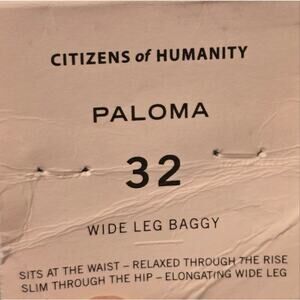 CITIZENS of HUMANITY
PALOMA
32
WIDE LEG BAGGY
SITS AT THE WAIST – RELAXED THROUGH THE RISE
SLIM THROUGH THE HIP – ELONGATING WIDE LEG